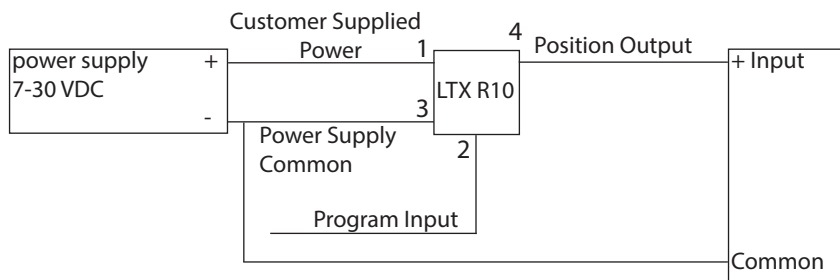 Customer Supplied
Power
power supply
7-30 VDC
+
-
1
4
Position Output
LTX R10
3
Power Supply
Common
2
Program Input
+ Input
Common